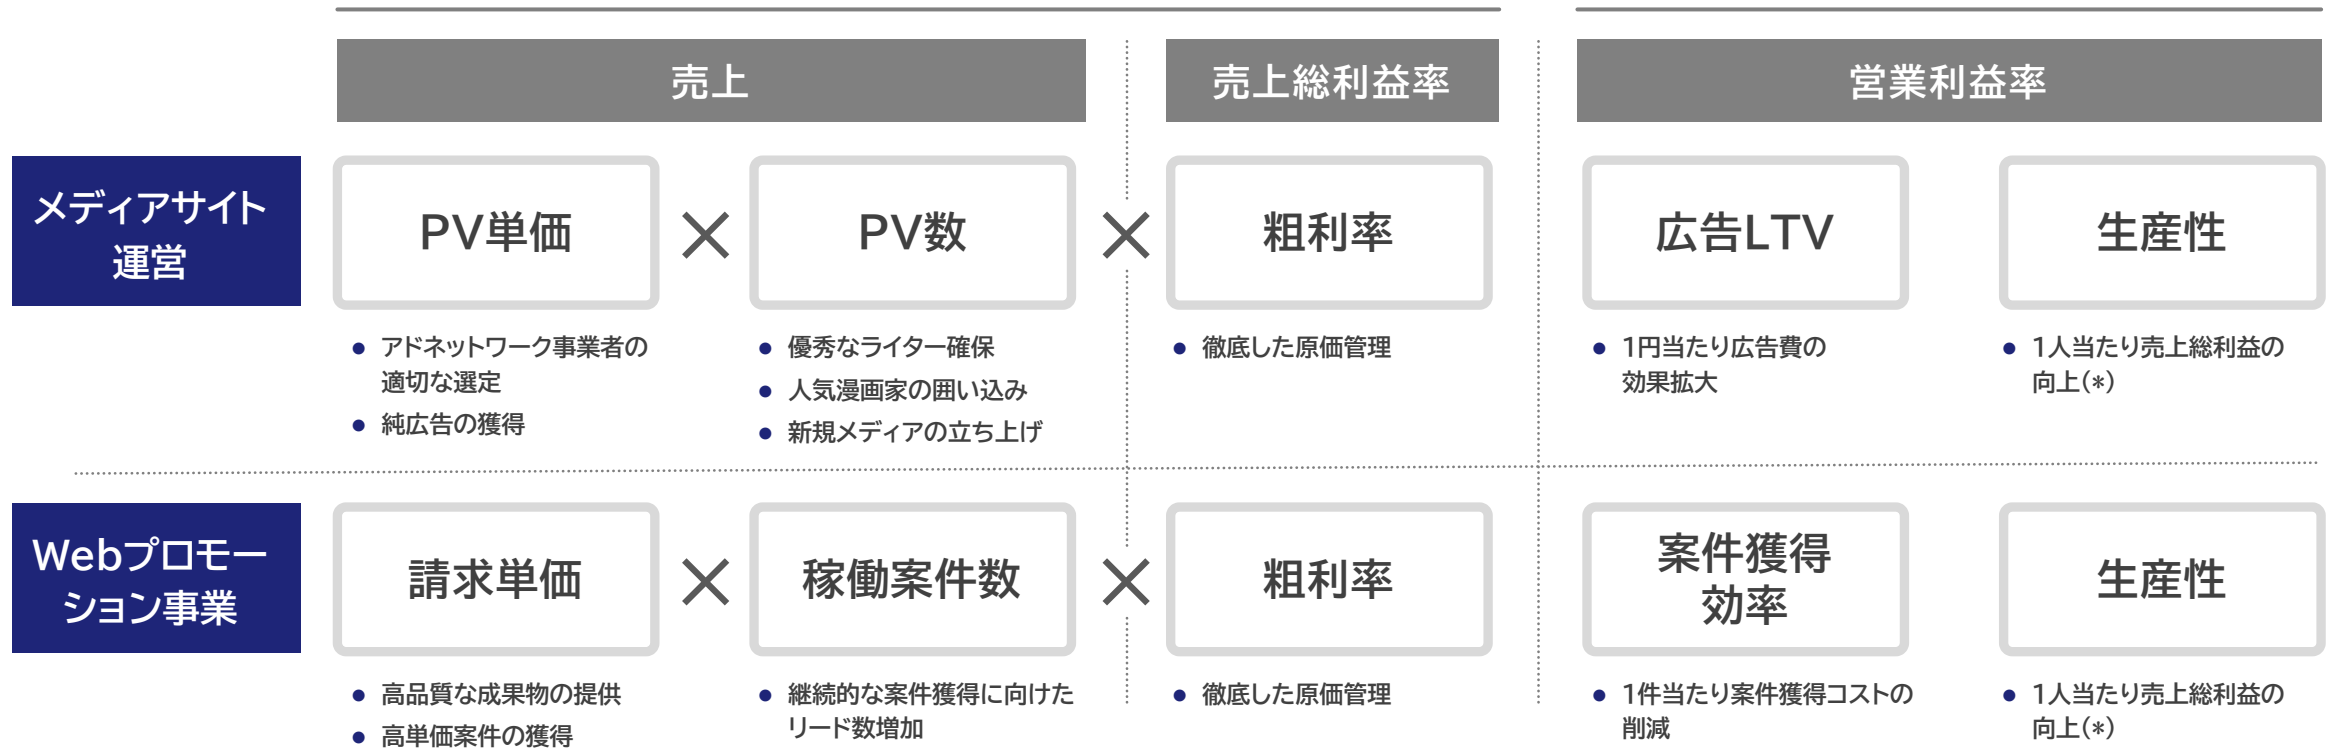 売上
売上総利益率
営業利益率
メディアサイト
運営
PV単価
×
PV数
×
粗利率
広告LTV
生産性
● アドネットワーク事業者の
適切な選定
● 純広告の獲得
● 優秀なライター確保
● 人気漫画家の囲い込み
● 新規メディアの立ち上げ
● 徹底した原価管理
● 1円当たり広告費の
効果拡大
● 1人当たり売上総利益の
向上(*)
Webプロモー
ション事業
請求単価
×
稼働案件数
×
粗利率
案件獲得
効率
生産性
● 高品質な成果物の提供
● 高単価案件の獲得
● 継続的な案件獲得に向けた
リード数増加
● 徹底した原価管理
● 1件当たり案件獲得コストの
削減
● 1人当たり売上総利益の
向上(*)